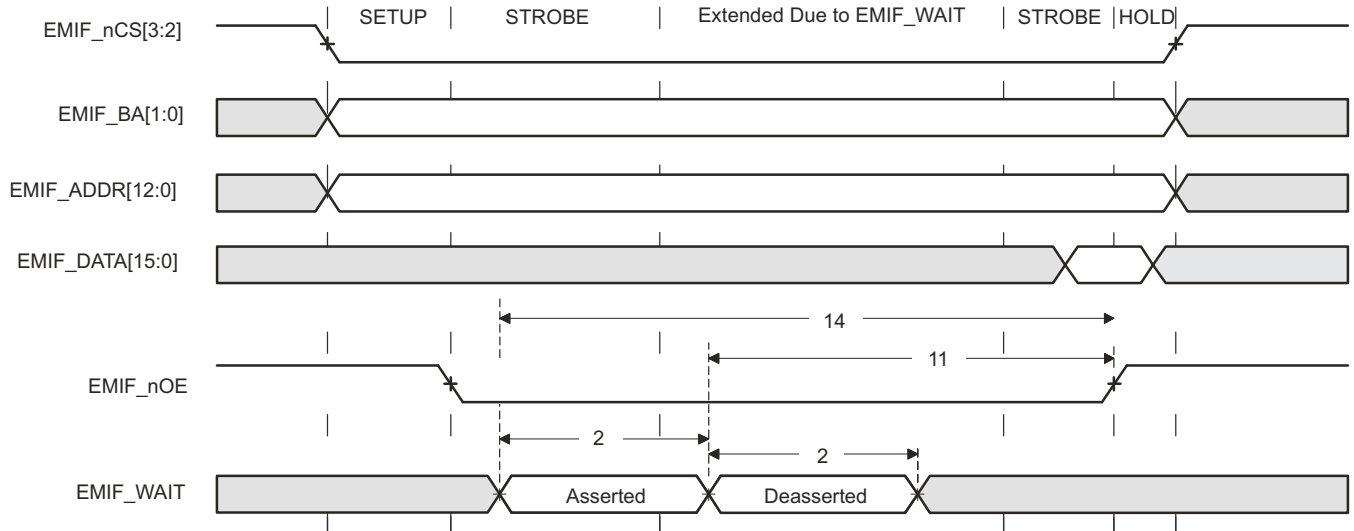 SETUP STROBE Extended Due to EMIF_WAIT STROBE HOLD
EMIF_nCS[3:2]
EMIF_BA[1:0]
EMIF_ADDR[12:0]
EMIF_DATA[15:0]
14
11
EMIF_nOE
2
2
EMIF_WAIT Asserted Deasserted